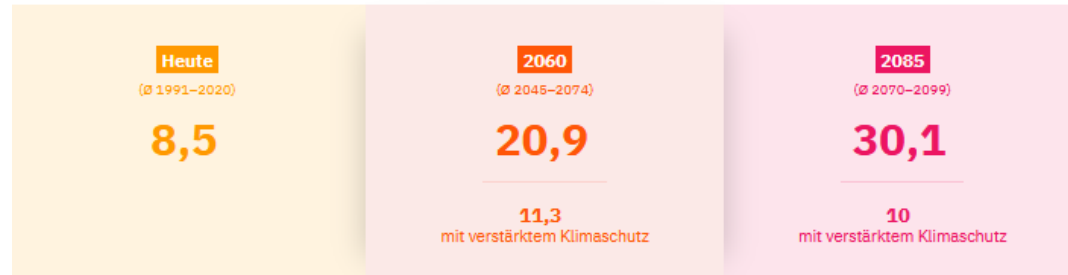 Heute
(Ø 1991–2020)
8,5
2060
(Ø 2045–2074)
20,9
11,3
mit verstärktem Klimaschutz
2085
(Ø 2070–2099)
30,1
10
mit verstärktem Klimaschutz